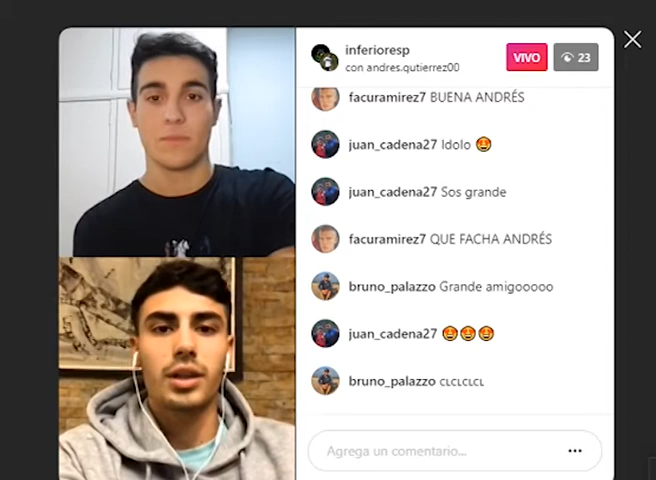 inferioresp
con andres.gutierrez00
VIVO
23
facuramirez7 BUENA ANDRÉS
juan_cadena27 Idolo 🤩
juan_cadena27 Sos grande
facuramirez7 QUE FACHA ANDRÉS
bruno_palazzo Grande amigooooo
juan_cadena27 🤩🤩🤩
bruno_palazzo CLCLCLCL
Agrega un comentario...